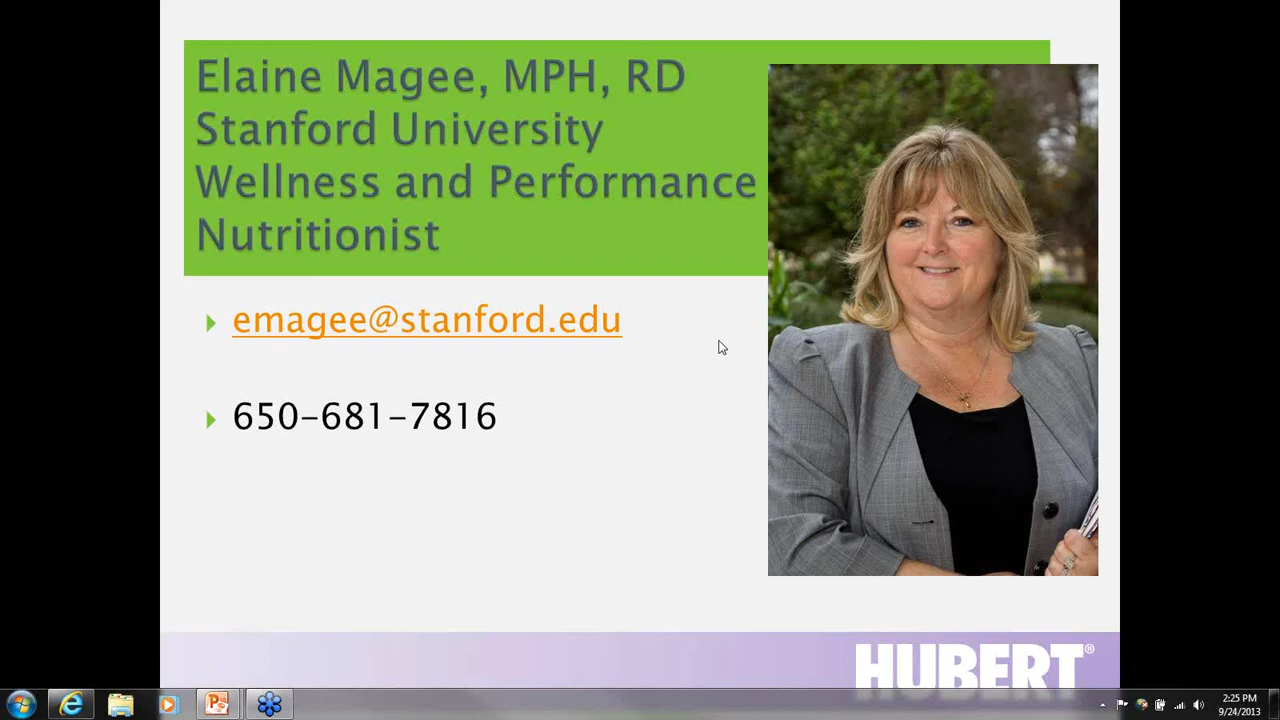 Elaine Magee, MPH, RD
Stanford University
Wellness and Performance
Nutritionist
emagee@stanford.edu
650-681-7816
HUBERT®
2:25 PM
9/24/2013